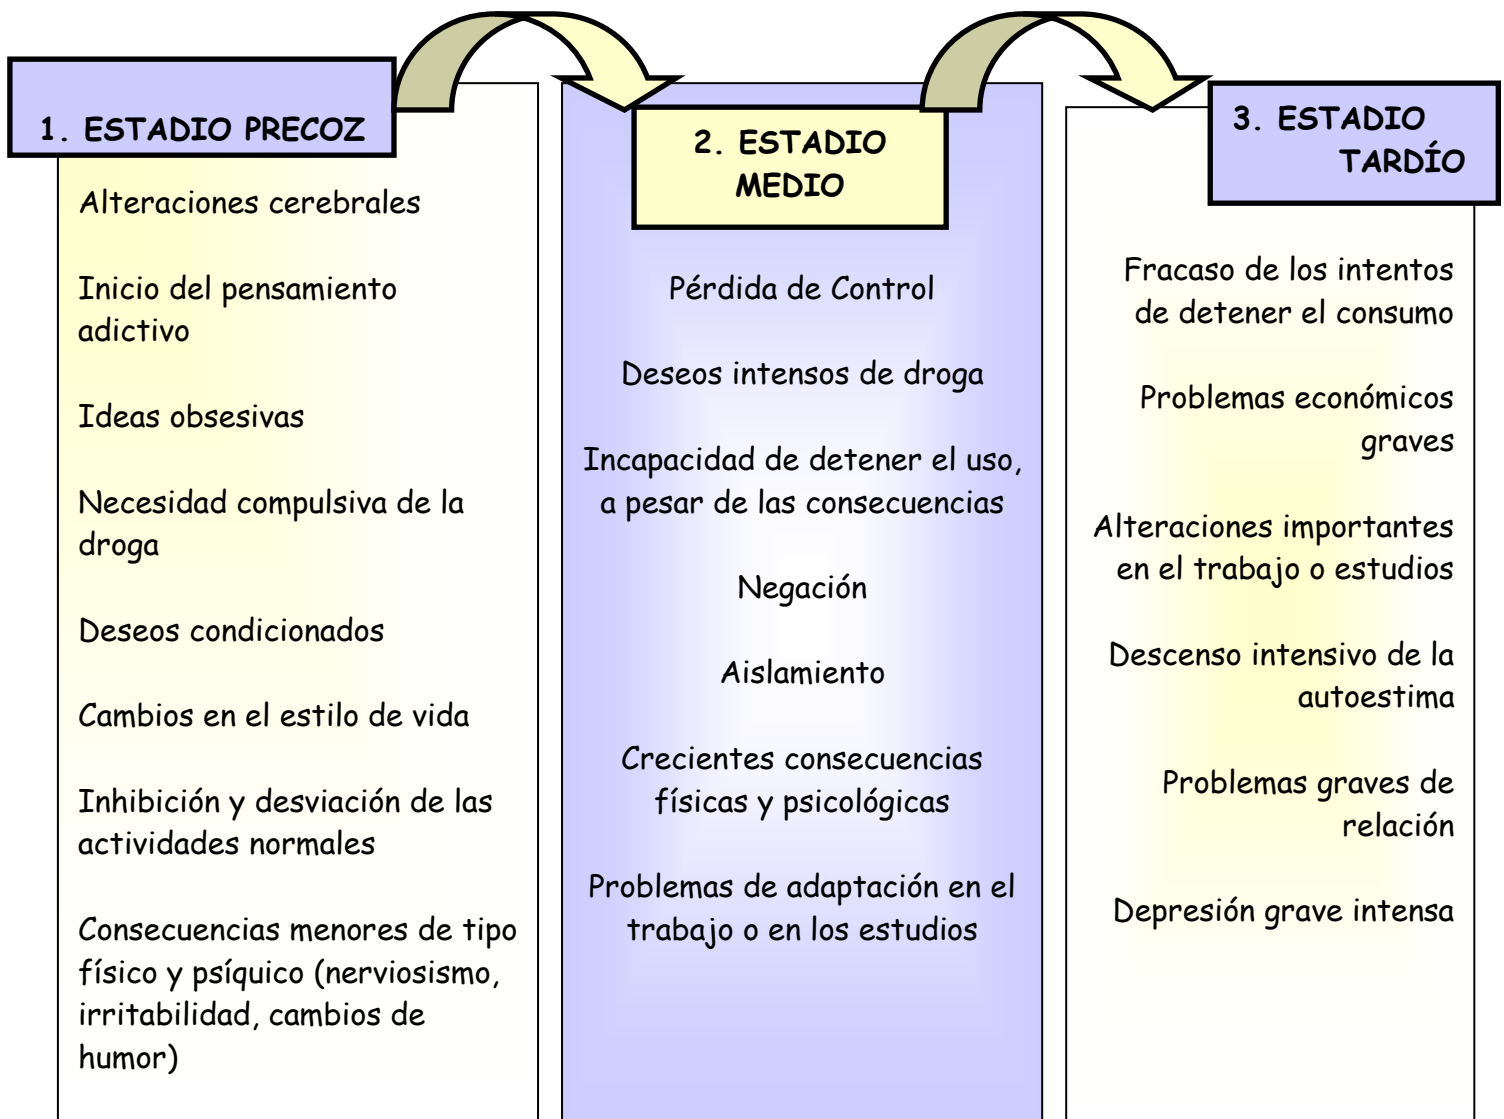 1. ESTADIO PRECOZ
Alteraciones cerebrales
Inicio del pensamiento
adictivo
Ideas obsesivas
Necesidad compulsiva de la
droga
Deseos condicionados
Cambios en el estilo de vida
Inhibición y desviación de las
actividades normales
Consecuencias menores de tipo
físico y psíquico (nerviosismo,
irritabilidad, cambios de
humor)
2. ESTADIO
MEDIO
Pérdida de Control
Deseos intensos de droga
Incapacidad de detener el uso,
a pesar de las consecuencias
Negación
Aislamiento
Crecientes consecuencias
físicas y psicológicas
Problemas de adaptación en el
trabajo o en los estudios
3. ESTADIO
TARDÍO
Fracaso de los intentos
de detener el consumo
Problemas económicos
graves
Alteraciones importantes
en el trabajo o estudios
Descenso intensivo de la
autoestima
Problemas graves de
relación
Depresión grave intensa